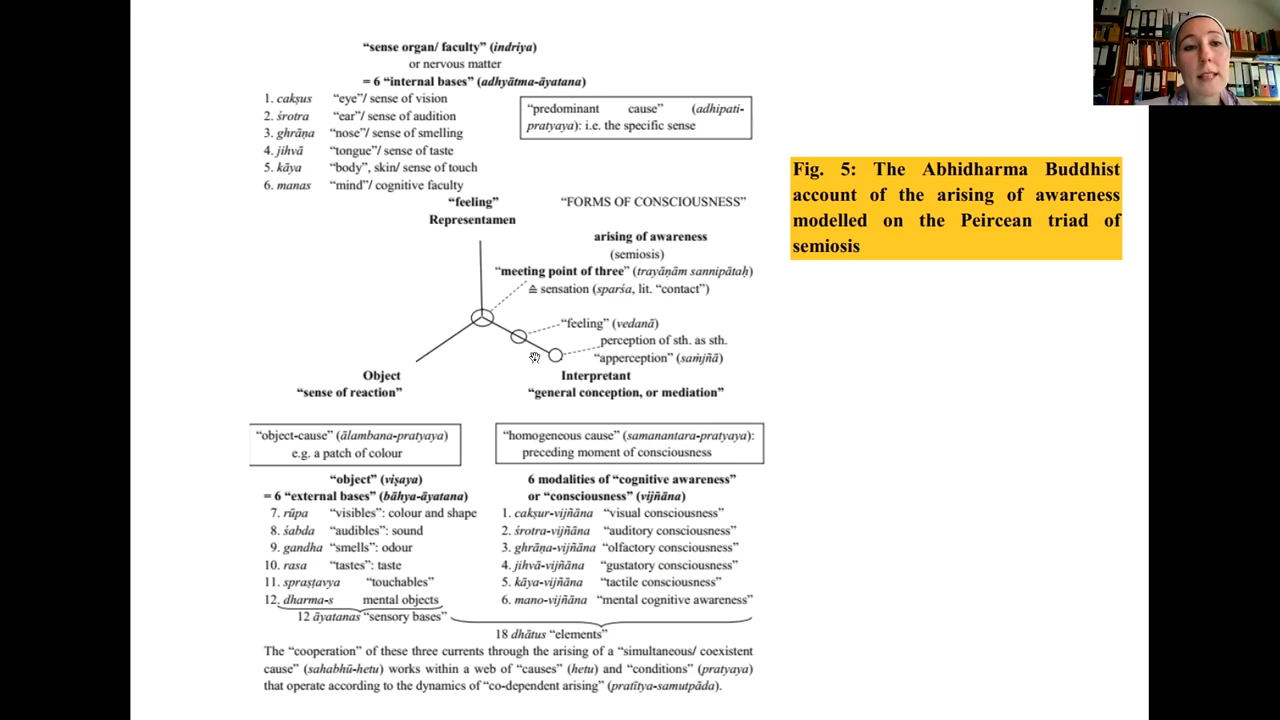 “sense organ/ faculty” (indriya)
or nervous matter
= 6 “internal bases” (adhyātma-āyatana)
1. cakṣus “eye”/ sense of vision
2. śrotra “ear”/ sense of audition
3. ghrāṇa “nose”/ sense of smelling
4. jihvā “tongue”/ sense of taste
5. kāya “body”, skin/ sense of touch
6. manas “mind”/ cognitive faculty
“predominant cause” (adhipati-
pratyaya): i.e. the specific sense
“feeling”
Representamen
“FORMS OF CONSCIOUSNESS”
arising of awareness
(semiosis)
“meeting point of three” (trayāṇām sannipātaḥ)
≙ sensation (sparśa, lit. “contact”)
“feeling” (vedanā)
perception of sth. as sth.
“apperception” (saṁjñā)
Object
“sense of reaction”
Interpretant
“general conception, or mediation”
“object-cause” (ālambana-pratyaya)
e.g. a patch of colour
“homogeneous cause” (samanantara-pratyaya):
preceding moment of consciousness
“object” (viṣaya)
= 6 “external bases” (bāhya-āyatana)
7. rūpa “visibles”: colour and shape
8. śabda “audibles”: sound
9. gandha “smells”: odour
10. rasa “tastes”: taste
11. spraṣṭavya “touchables”
12. dharma-s mental objects
12 āyatanas “sensory bases”
6 modalities of “cognitive awareness”
or “consciousness” (vijñāna)
1. cakṣur-vijñāna “visual consciousness”
2. śrotra-vijñāna “auditory consciousness”
3. ghrāṇa-vijñāna “olfactory consciousness”
4. jihvā-vijñāna “gustatory consciousness”
5. kāya-vijñāna “tactile consciousness”
6. mano-vijñāna “mental cognitive awareness”
18 dhātus “elements”
The “cooperation” of these three currents through the arising of a “simultaneous/ coexistent
cause” (sahabhū-hetu) works within a web of “causes” (hetu) and “conditions” (pratyaya)
that operate according to the dynamics of “co-dependent arising” (pratītya-samutpāda).
Fig. 5: The Abhidharma Buddhist
account of the arising of awareness
modelled on the Peircean triad of
semiosis